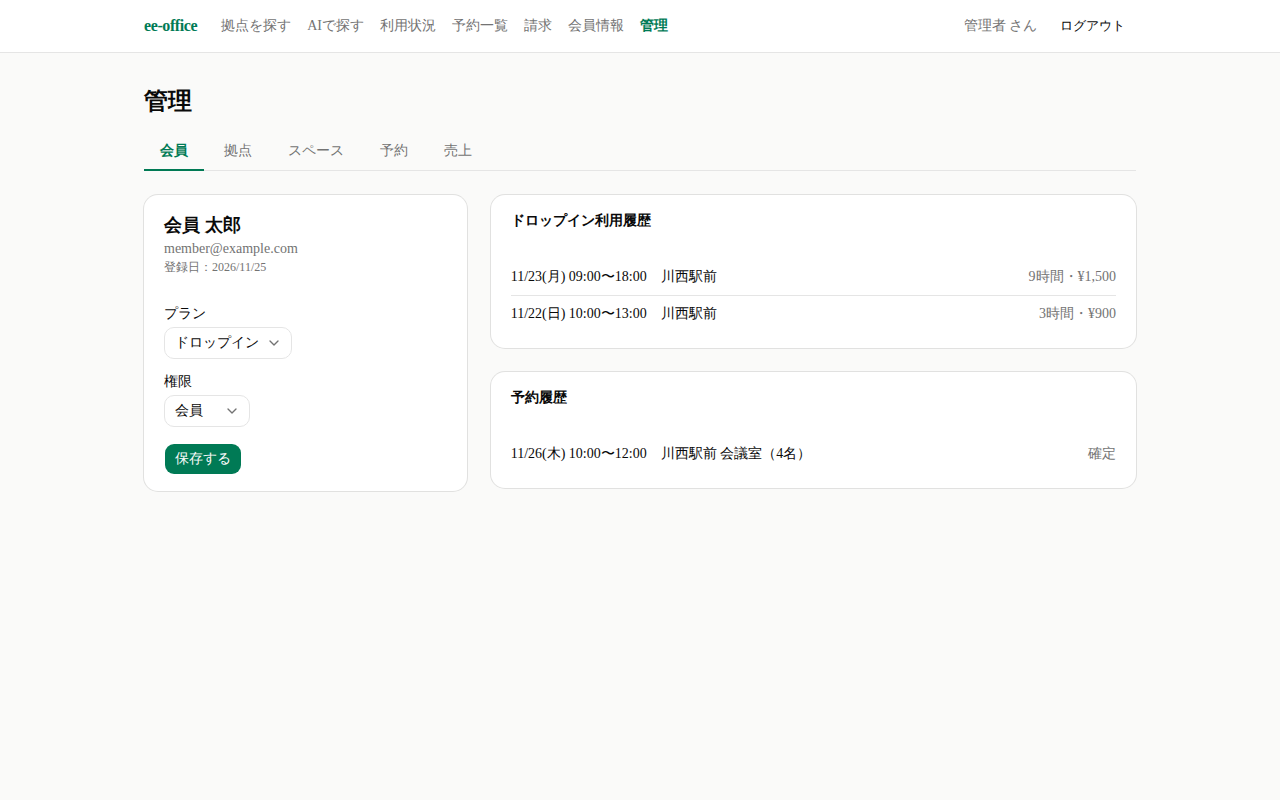 ee-office 拠点を探す AIで探す 利用状況 予約一覧 請求 会員情報 管理 管理者 さん ログアウト
管理
会員 拠点 スペース 予約 売上
会員 太郎
member@example.com
登録日：2026/11/25
プラン
ドロップイン
権限
会員
保存する
ドロップイン利用履歴
11/23(月) 09:00〜18:00 川西駅前 9時間・¥1,500
11/22(日) 10:00〜13:00 川西駅前 3時間・¥900
予約履歴
11/26(木) 10:00〜12:00 川西駅前 会議室（4名） 確定